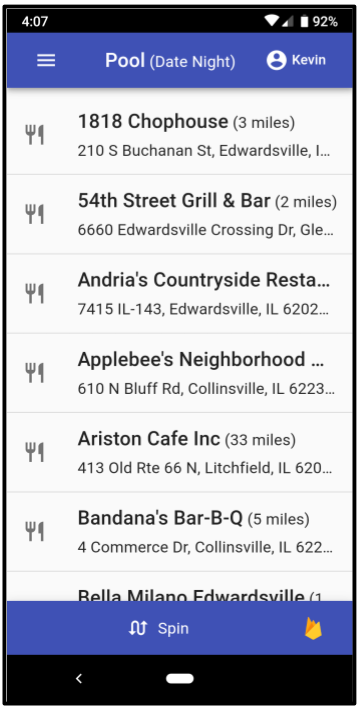 4:07 92%
Pool (Date Night) Kevin
1818 Chophouse (3 miles)
210 S Buchanan St, Edwardsville, I...
54th Street Grill & Bar (2 miles)
6660 Edwardsville Crossing Dr, Gle...
Andria's Countryside Resta...
7415 IL-143, Edwardsville, IL 6202...
Applebee's Neighborhood ...
610 N Bluff Rd, Collinsville, IL 6223...
Ariston Cafe Inc (33 miles)
413 Old Rte 66 N, Litchfield, IL 620...
Bandana's Bar-B-Q (5 miles)
4 Commerce Dr, Collinsville, IL 622...
Bella Milano Edwardsville (1
Spin